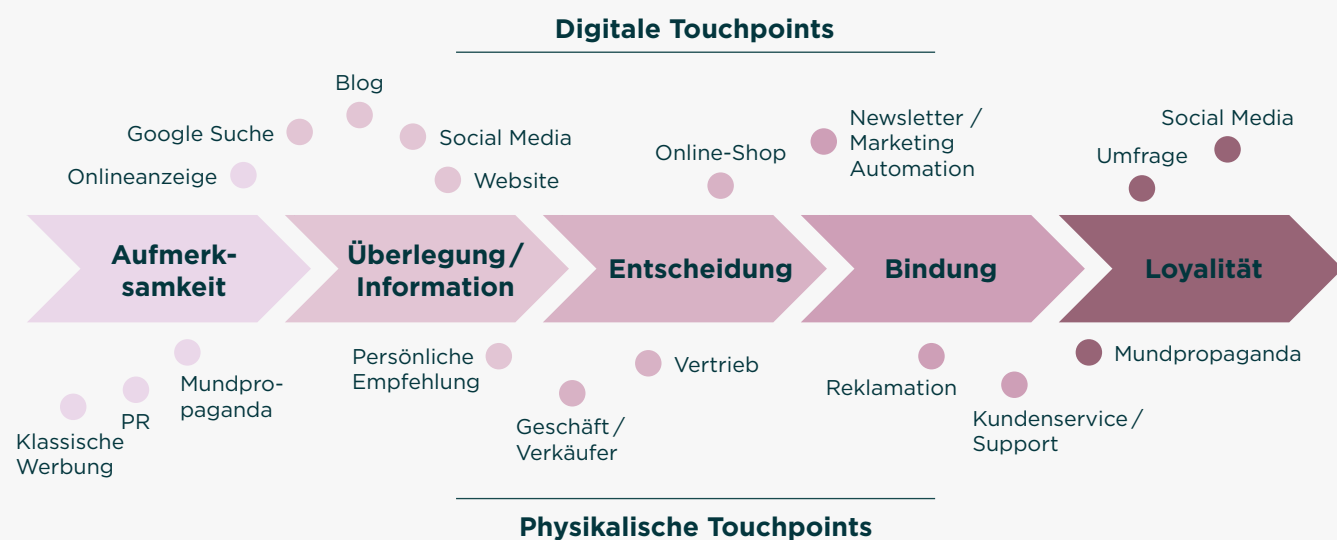 Digitale Touchpoints
Blog
Google Suche
Social Media
Onlineanzeige
Website
Online-Shop
Newsletter /
Marketing
Automation
Umfrage
Social Media
Aufmerk-
samkeit
Überlegung /
Information
Entscheidung
Bindung
Loyalität
Klassische
Werbung
PR
Mundpro-
paganda
Persönliche
Empfehlung
Geschäft /
Verkäufer
Vertrieb
Reklamation
Kundenservice /
Support
Mundpropaganda
Physikalische Touchpoints